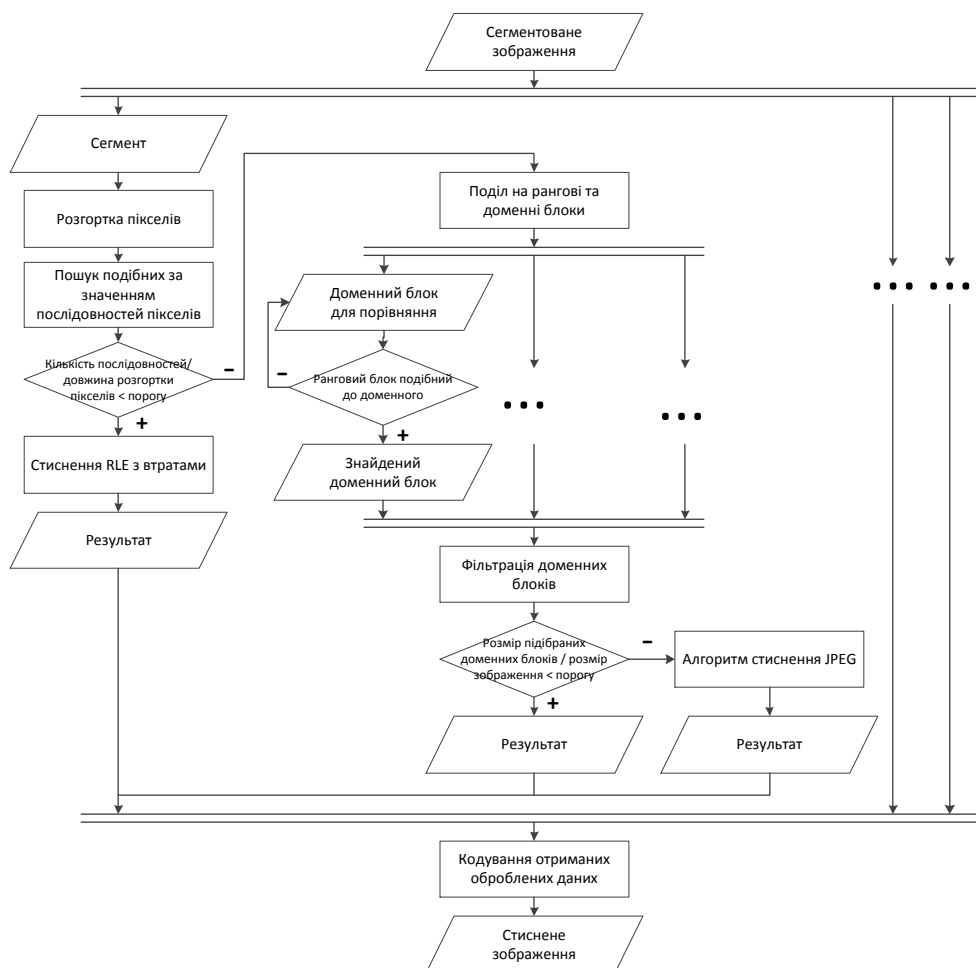 Сегментоване
зображення
Сегмент
Розгортка пікселів
Пошук подібних за
значенням
послідовностей пікселів
Кількість послідовностей/
довжина розгортки
пікселів < порогу
–
+
Стиснення RLE з втратами
Результат
Поділ на рангові та
доменні блоки
Доменний блок
для порівняння
–
Ранговий блок подібний
до доменного
+
Знайдений
доменний блок
...
...
... ...
Фільтрація доменних
блоків
Розмір підібраних
доменних блоків / розмір
зображення < порогу
–
+
Алгоритм стиснення JPEG
Результат
Результат
Кодування отриманих
оброблених даних
Стиснене
зображення